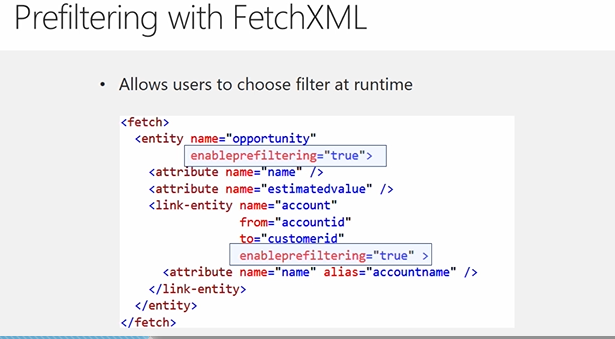 Prefiltering with FetchXML
• Allows users to choose filter at runtime
<fetch>
<entity name="opportunity"
enableprefiltering="true">
<attribute name="name" />
<attribute name="estimatedvalue" />
<link-entity name="account"
from="accountid"
to="customerid"
enableprefiltering="true" >
<attribute name="name" alias="accountname" />
</link-entity>
</entity>
</fetch>